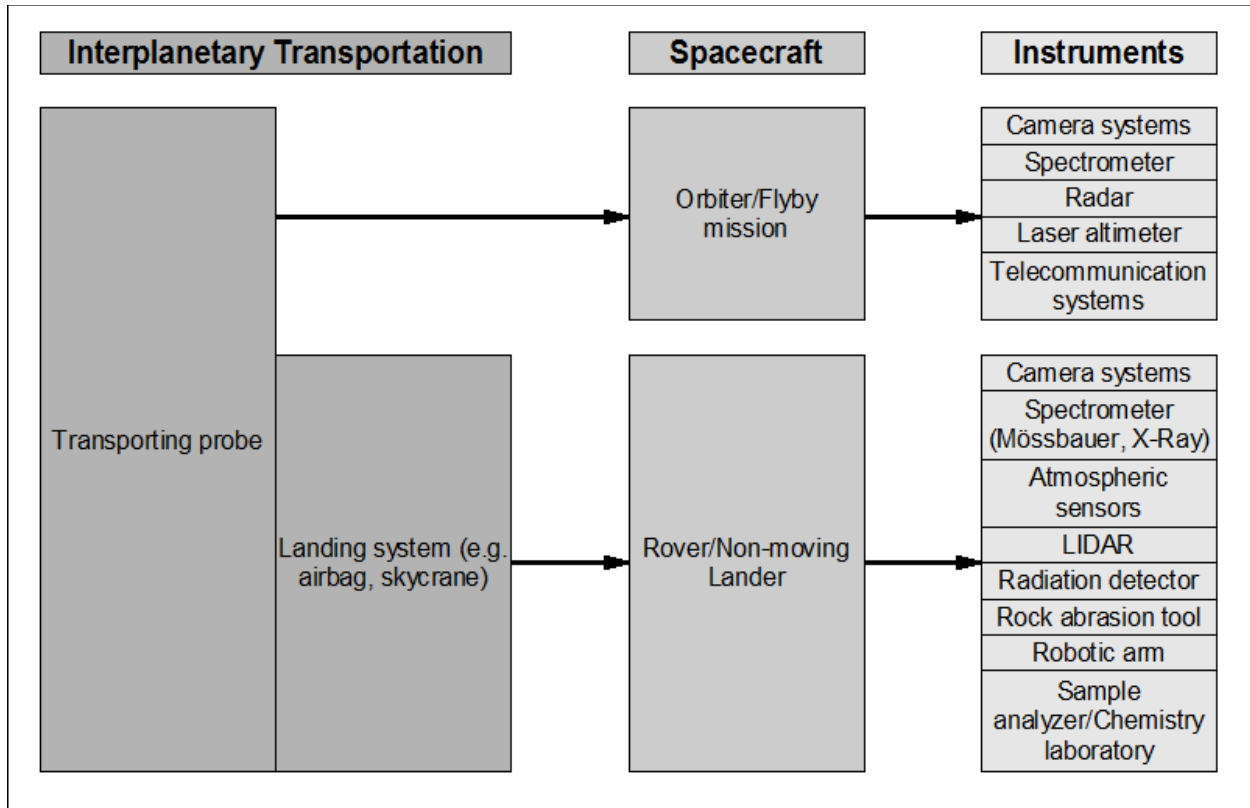 Interplanetary Transportation
Spacecraft
Instruments
Transporting probe
Orbiter/Flyby
mission
Camera systems
Spectrometer
Radar
Laser altimeter
Telecommunication
systems
Landing system (e.g.
airbag, skycrane)
Rover/Non-moving
Lander
Camera systems
Spectrometer
(Mössbauer, X-Ray)
Atmospheric
sensors
LIDAR
Radiation detector
Rock abrasion tool
Robotic arm
Sample
analyzer/Chemistry
laboratory